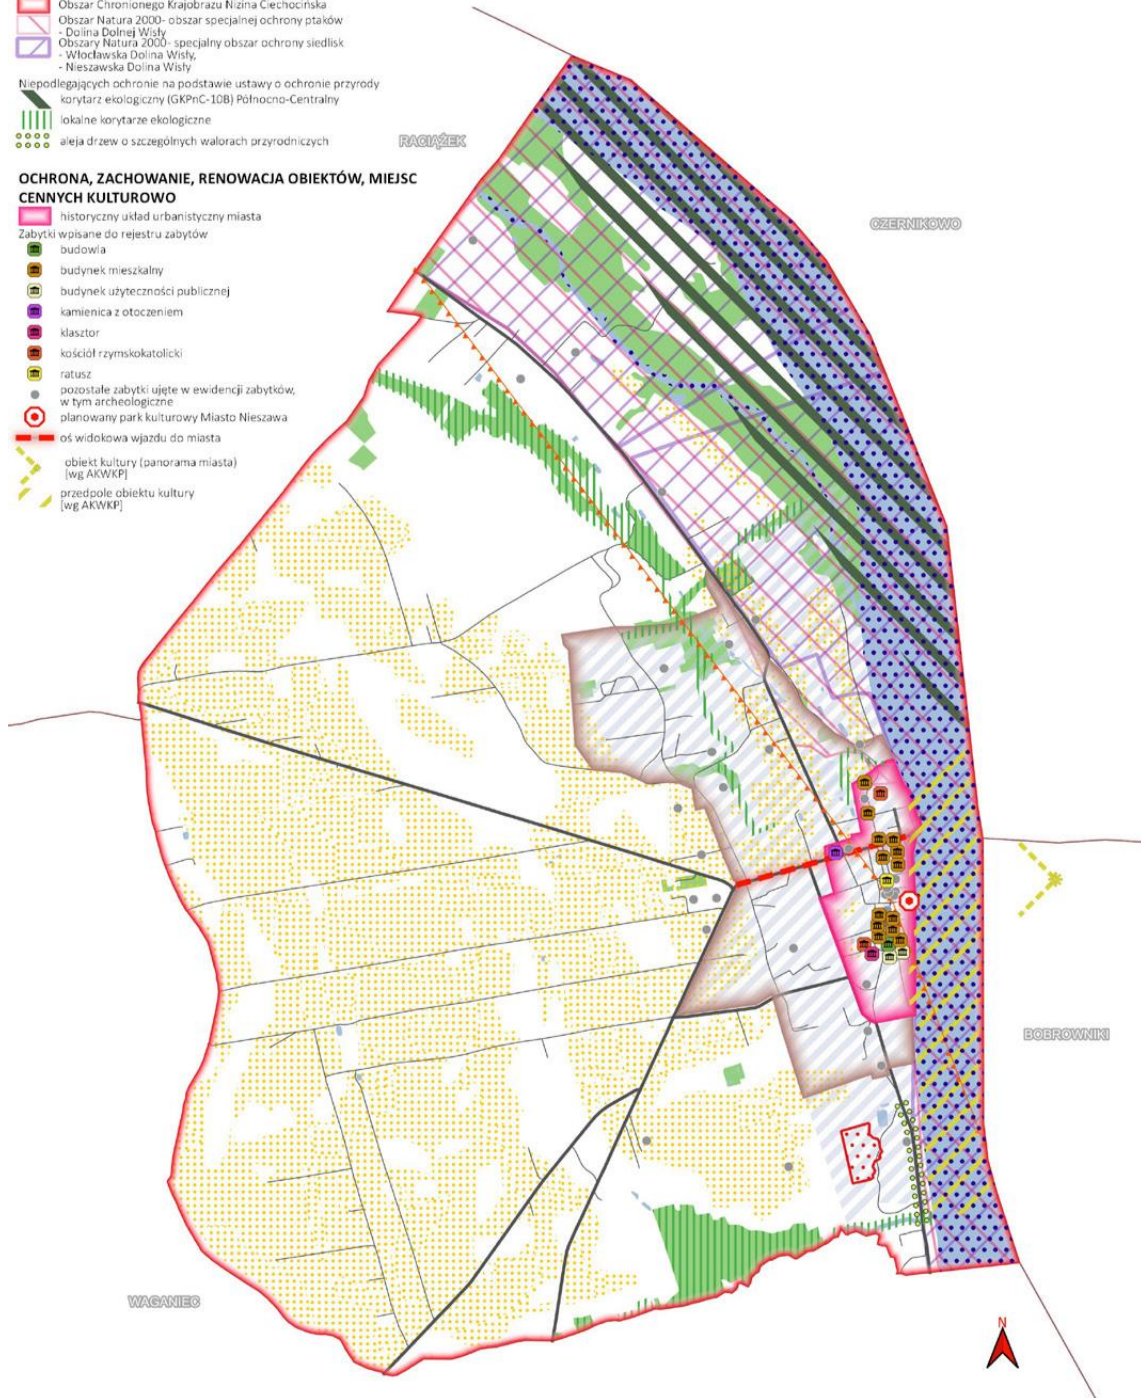 Obszar Chronionego Krajobrazu Nizina Ciechocińska
Obszar Natura 2000- obszar specjalnej ochrony ptaków
- Dolina Dolnej Wisły
Obszary Natura 2000- specjalny obszar ochrony siedlisk
- Włocławska Dolina Wisły,
- Nieszawska Dolina Wisły
Niepodlegających ochronie na podstawie ustawy o ochronie przyrody
korytarz ekologiczny (GKPnC-10B) Północno-Centralny
lokalne korytarze ekologiczne
aleja drzew o szczególnych walorach przyrodniczych
OCHRONA, ZACHOWANIE, RENOWACJA OBIEKTÓW, MIEJSC
CENNYCH KULTUROWO
historyczny układ urbanistyczny miasta
Zabytki wpisane do rejestru zabytów
budowla
budynek mieszkalny
budynek użyteczności publicznej
kamienica z otoczeniem
klasztor
kościół rzymskokatolicki
ratusz
pozostałe zabytki ujęte w ewidencji zabytków,
w tym archeologiczne
planowany park kulturowy Miasto Nieszawa
oś widokowa wjazdu do miasta
obiekt kultury (panorama miasta)
[wg AKWKP]
przedpole obiektu kultury
[wg AKWKP]
RACIĄŻEK
CZERNIKOWO
BOBROWNIKI
WAGANIEC
N